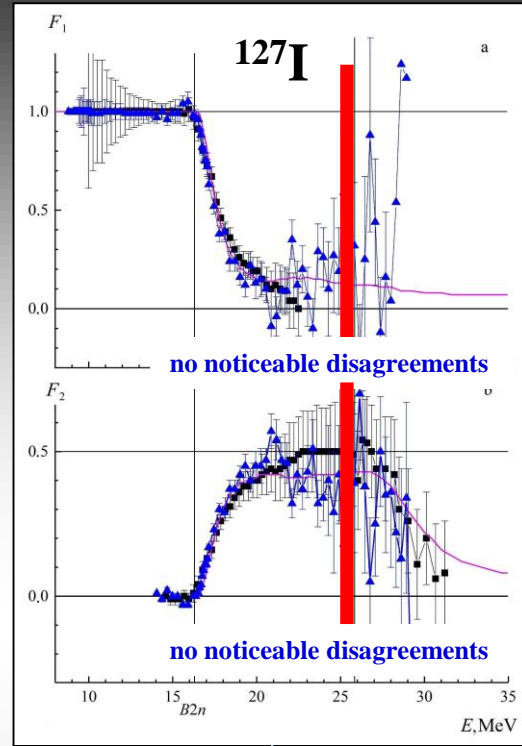 F₁
¹²⁷I
a
1.0
0.5
0.0
no noticeable disagreements
F₂
0.5
0.0
no noticeable disagreements
10 15 20 25 30 35
B2n
E,MeV